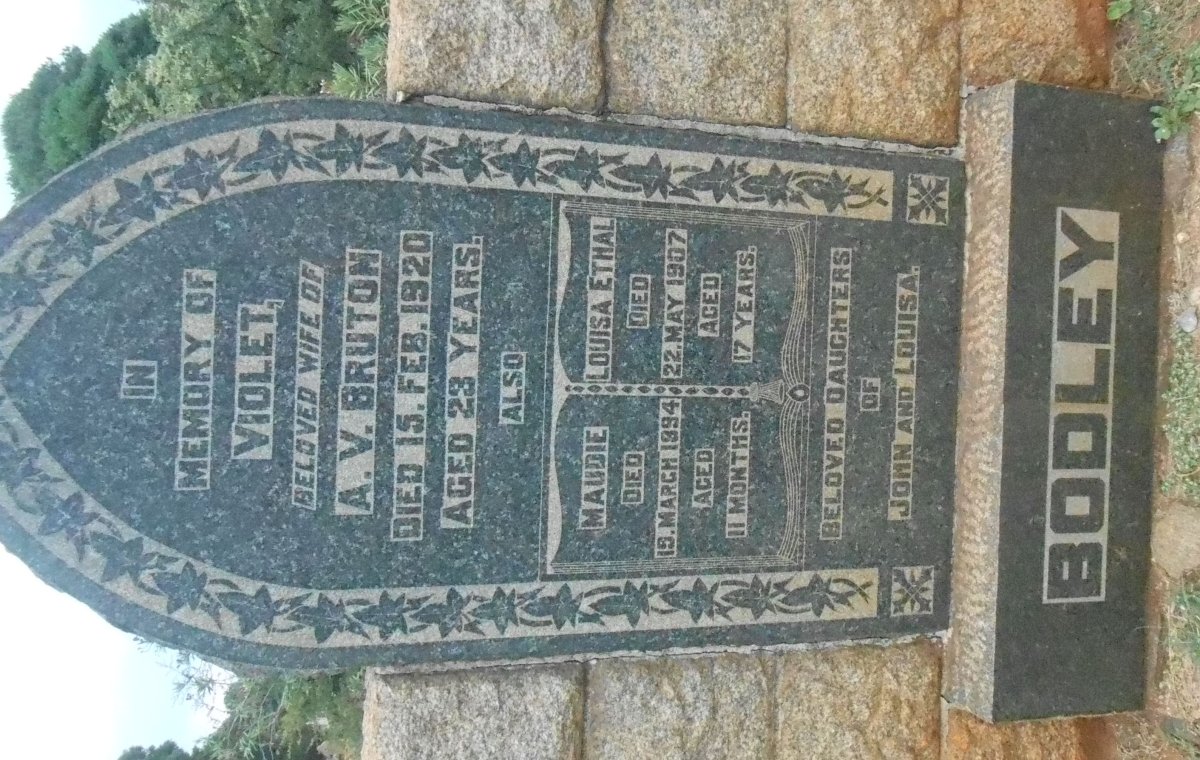 IN
MEMORY OF
VIOLET,
BELOVED WIFE OF
A.V. BRUTON
DIED 15. FEB. 1920
AGED 23 YEARS.
ALSO
MAUDIE
DIED
19. MARCH 1894
AGED
11 MONTHS.
LOUISA ETHAL
DIED
22. MAY 1907
AGED
17 YEARS.
BELOVED DAUGHTERS
OF
JOHN AND LOUISA.
BODLEY